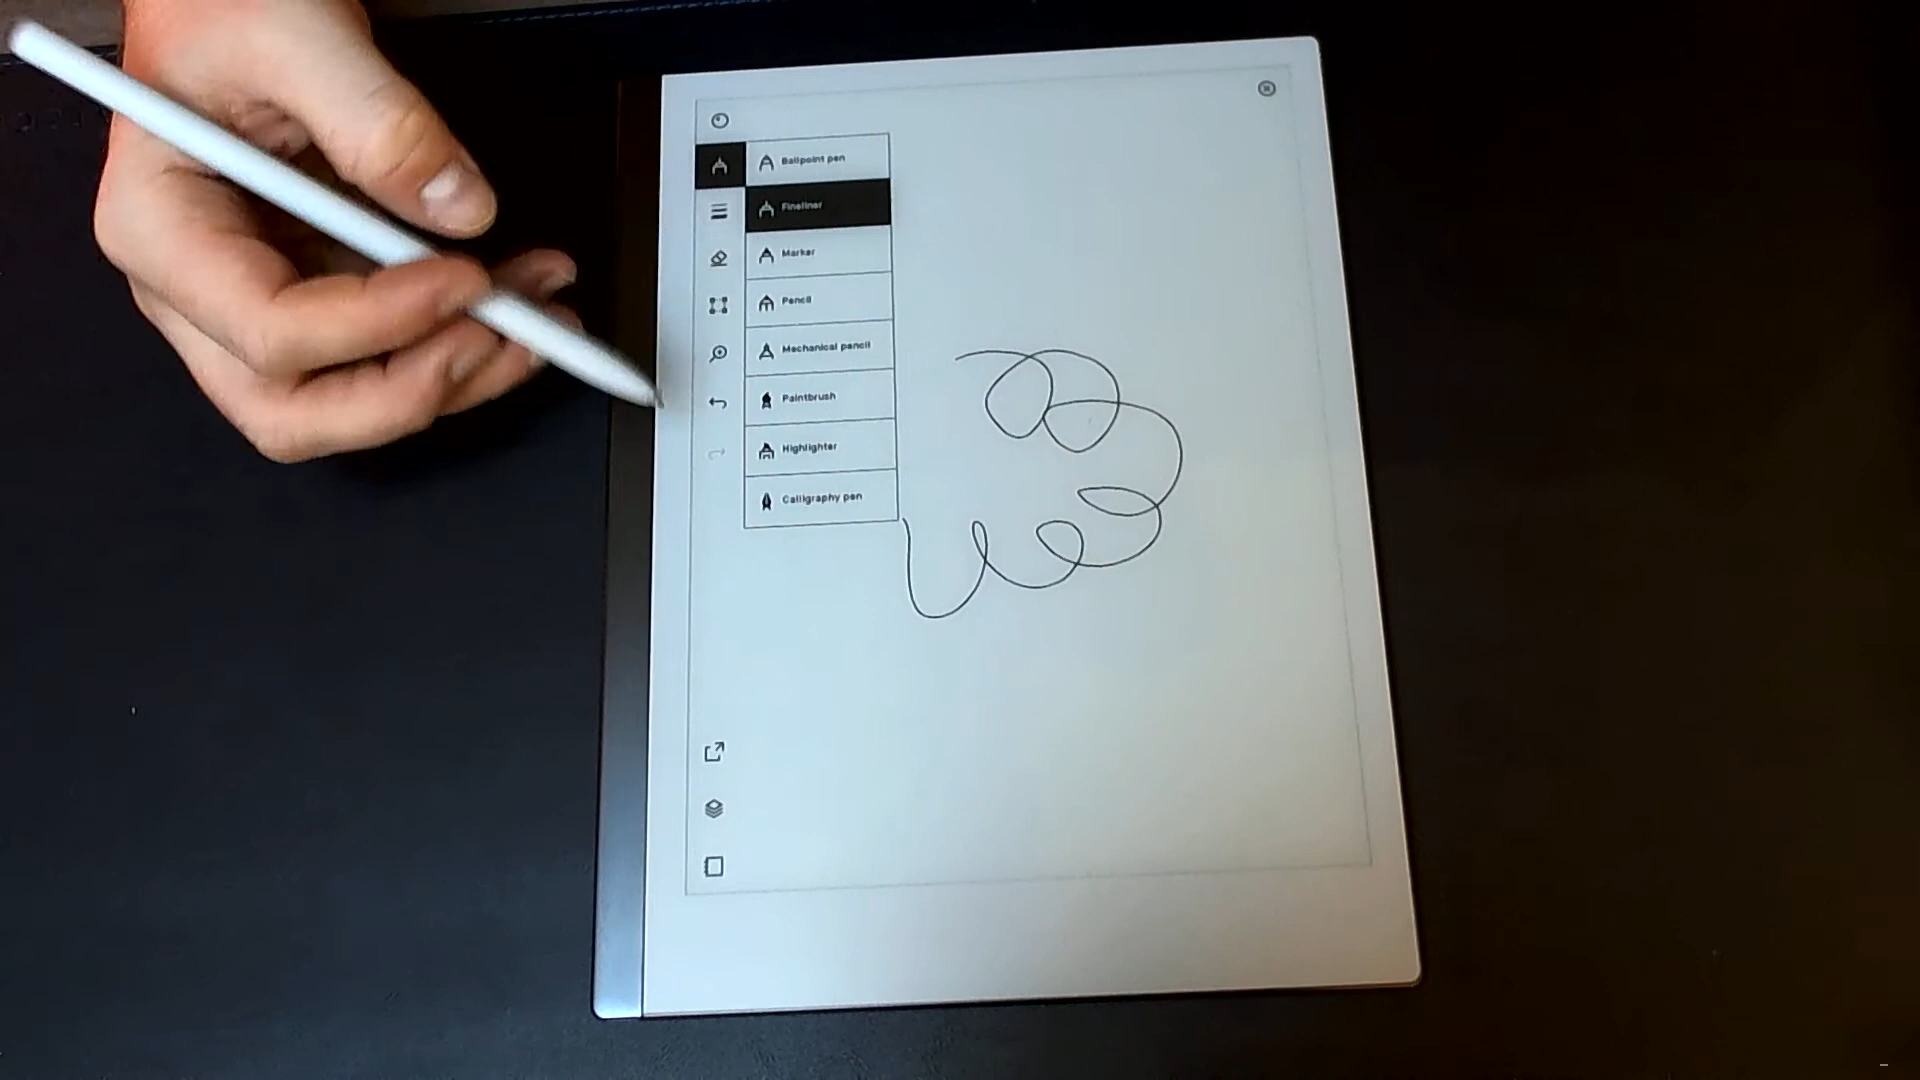 Ballpoint pen
Fineliner
Marker
Pencil
Mechanical pencil
Paintbrush
Highlighter
Calligraphy pen